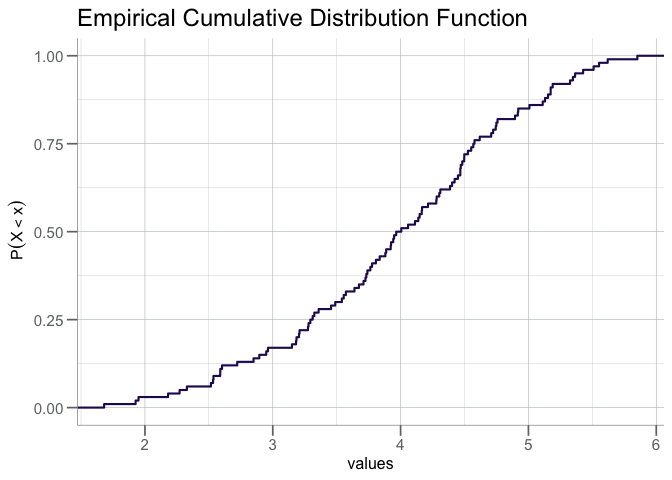 Empirical Cumulative Distribution Function
P(X < x)
1.00
0.75
0.50
0.25
0.00
2 3 4 5 6
values